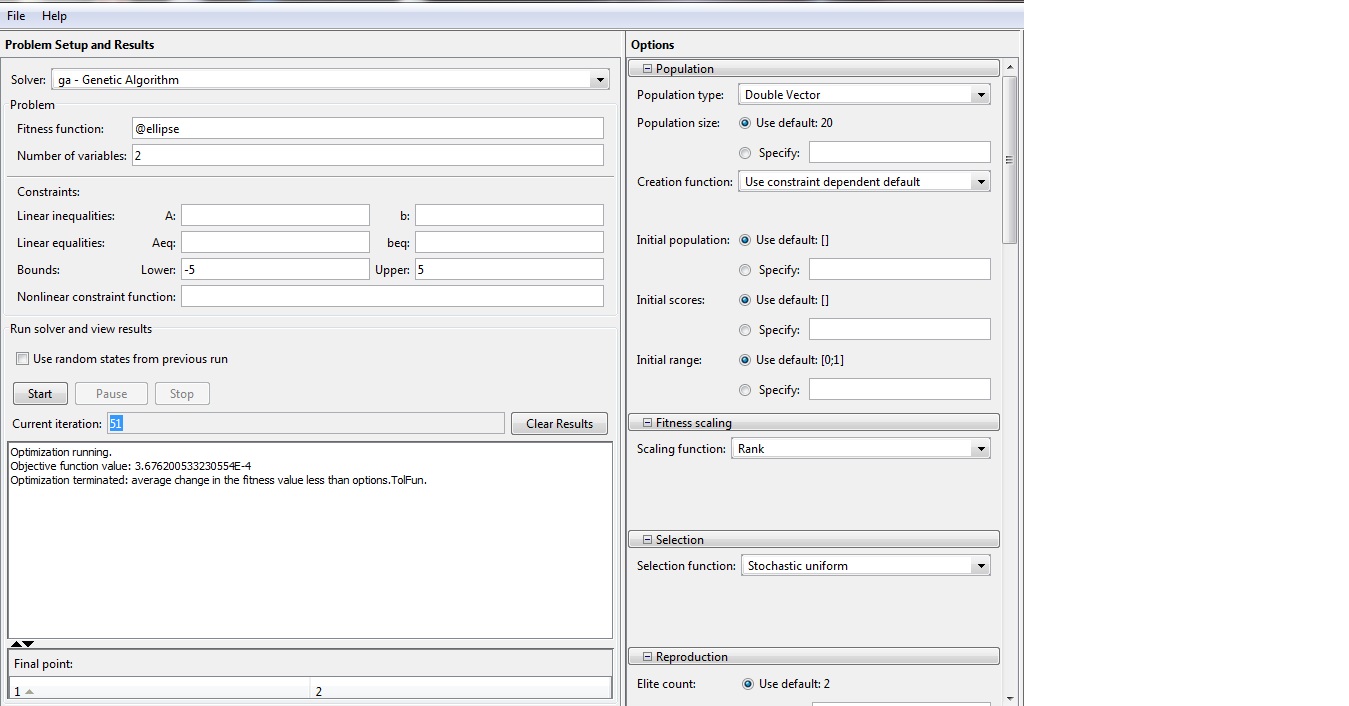 File Help
Problem Setup and Results
Solver: ga - Genetic Algorithm
Problem
Fitness function: @ellipse
Number of variables: 2
Constraints:
Linear inequalities: A: b:
Linear equalities: Aeq: beq:
Bounds: Lower: -5 Upper: 5
Nonlinear constraint function:
Run solver and view results
Use random states from previous run
Start Pause Stop
Current iteration: 51 Clear Results
Optimization running.
Objective function value: 3.676200533230554E-4
Optimization terminated: average change in the fitness value less than options.TolFun.
Final point:
1 2
Options
Population
Population type: Double Vector
Population size: Use default: 20
Specify:
Creation function: Use constraint dependent default
Initial population: Use default: []
Specify:
Initial scores: Use default: []
Specify:
Initial range: Use default: [0;1]
Specify:
Fitness scaling
Scaling function: Rank
Selection
Selection function: Stochastic uniform
Reproduction
Elite count: Use default: 2